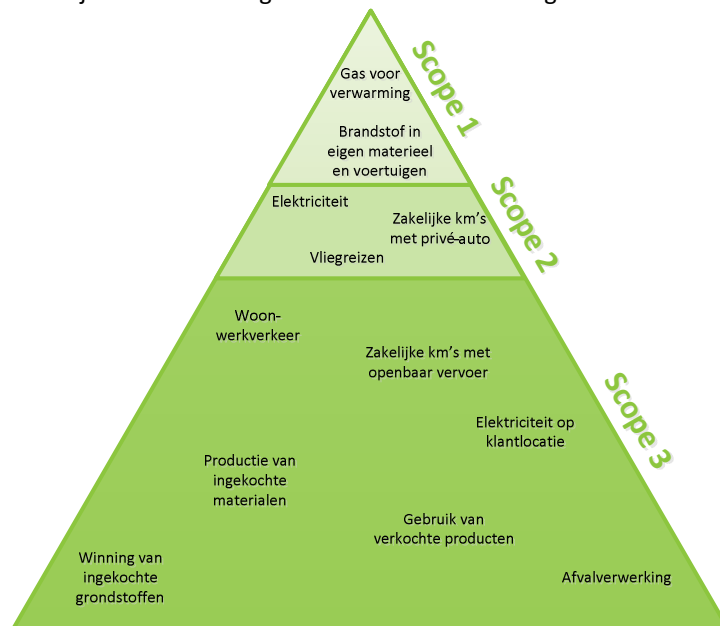 Gas voor
verwarming
Scope 1
Brandstof in
eigen materieel
en voertuigen
Elektriciteit
Zakelijke km's
met privé-auto
Vliegreizen
Scope 2
Woon-
werkverkeer
Zakelijke km's met
openbaar vervoer
Elektriciteit op
klantlocatie
Scope 3
Productie van
ingekochte
materialen
Gebruik van
verkochte producten
Winning van
ingekochte
grondstoffen
Afvalverwerking